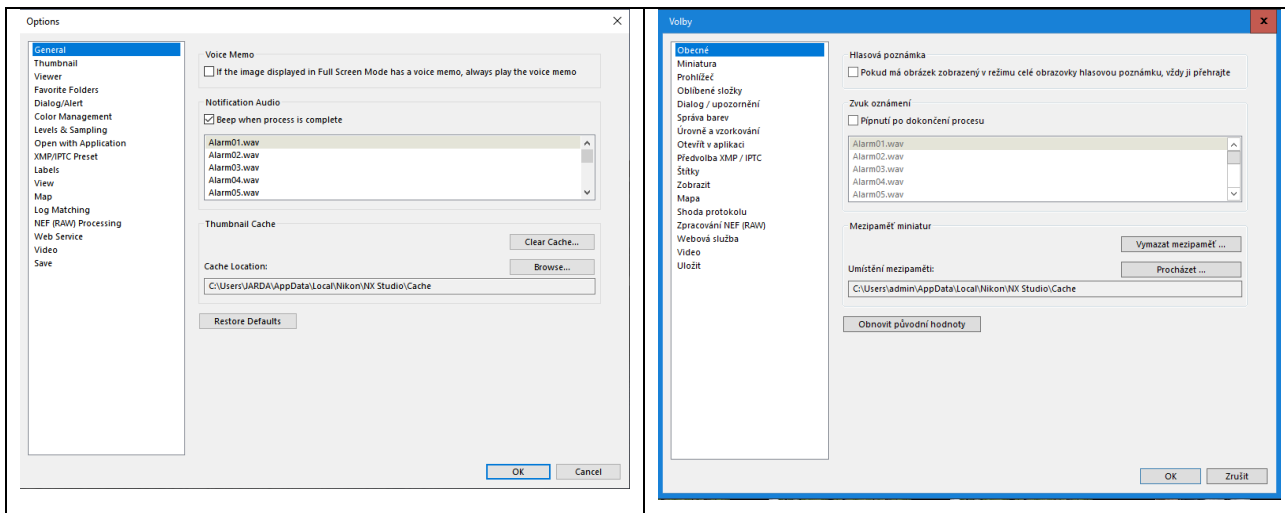 Options
General
Thumbnail
Viewer
Favorite Folders
Dialog/Alert
Color Management
Levels & Sampling
Open with Application
XMP/IPTC Preset
Labels
View
Map
Log Matching
NEF (RAW) Processing
Web Service
Video
Save
Voice Memo
If the image displayed in Full Screen Mode has a voice memo, always play the voice memo
Notification Audio
Beep when process is complete
Alarm01.wav
Alarm02.wav
Alarm03.wav
Alarm04.wav
Alarm05.wav
Thumbnail Cache
Clear Cache...
Cache Location:
Browse...
C:\Users\JARDA\AppData\Local\Nikon\NX Studio\Cache
Restore Defaults
OK
Cancel
Volby
Obecné
Miniatura
Prohlížeč
Oblíbené složky
Dialog / upozornění
Správa barev
Úrovně a vzorkování
Otevřít v aplikaci
Předvolba XMP / IPTC
Štítky
Zobrazit
Mapa
Shoda protokolu
Zpracování NEF (RAW)
Webová služba
Video
Uložit
Hlasová poznámka
Pokud má obrázek zobrazený v režimu celé obrazovky hlasovou poznámku, vždy ji přehrajte
Zvuk oznámení
Pípnutí po dokončení procesu
Alarm01.wav
Alarm02.wav
Alarm03.wav
Alarm04.wav
Alarm05.wav
Mezipaměť miniatur
Vymazat mezipaměť ...
Umístění mezipaměti:
Procházet ...
C:\Users\admin\AppData\Local\Nikon\NX Studio\Cache
Obnovit původní hodnoty
OK
Zrušit